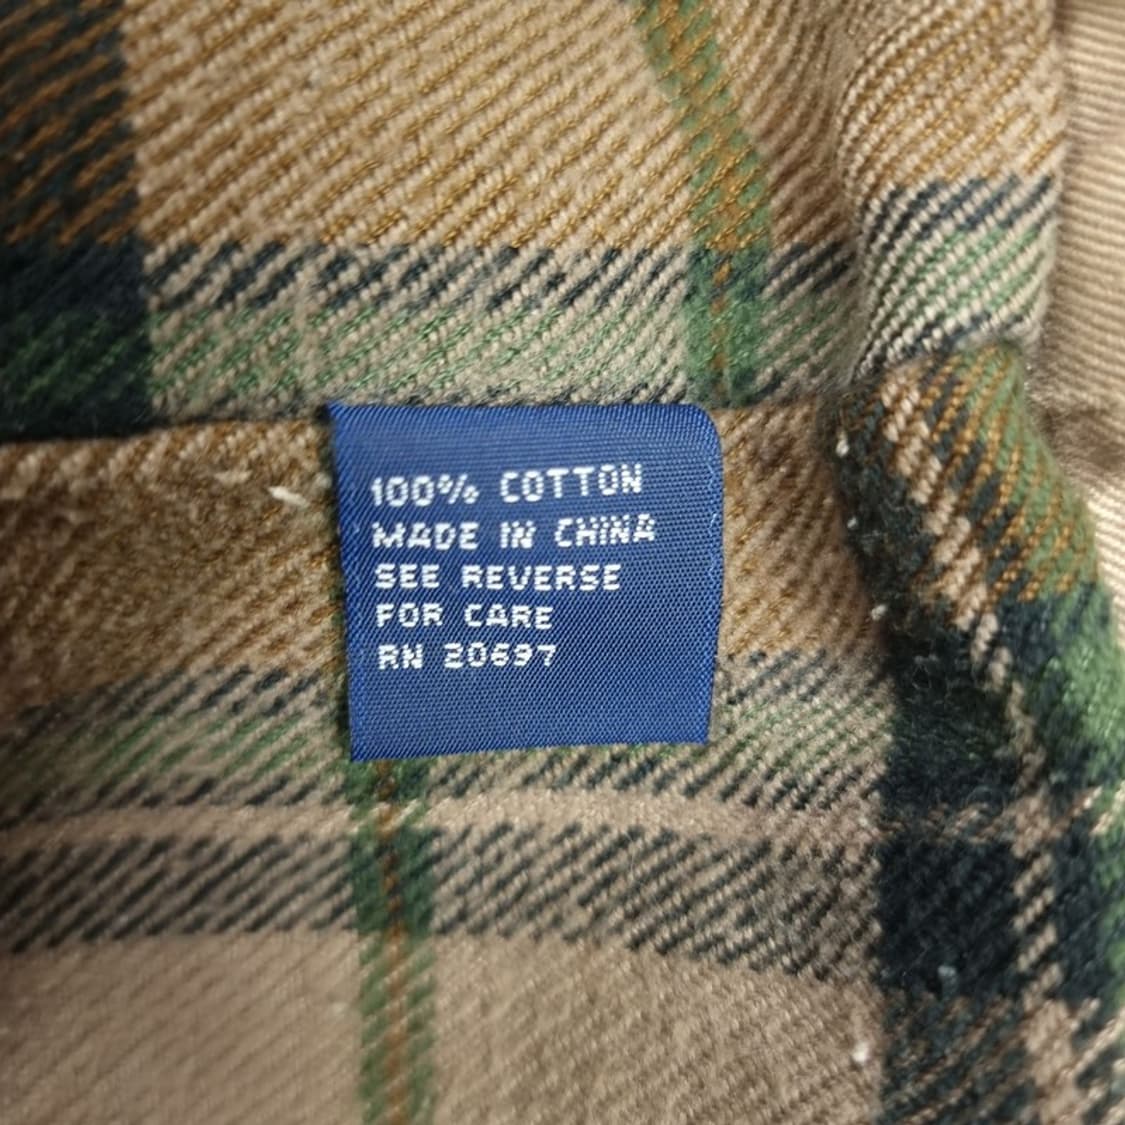 100% COTTON
MADE IN CHINA
SEE REVERSE
FOR CARE
RN 20697